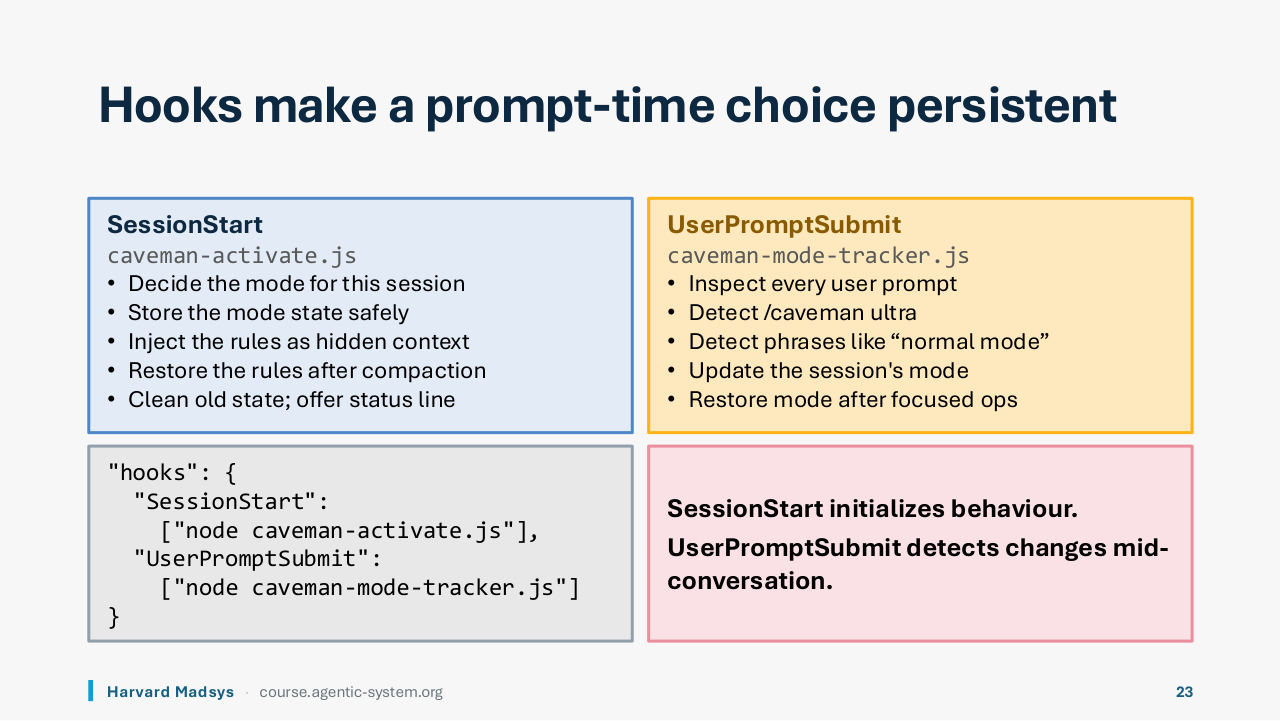 Hooks make a prompt-time choice persistent
SessionStart
caveman-activate.js
• Decide the mode for this session
• Store the mode state safely
• Inject the rules as hidden context
• Restore the rules after compaction
• Clean old state; offer status line
UserPromptSubmit
caveman-mode-tracker.js
• Inspect every user prompt
• Detect /caveman ultra
• Detect phrases like “normal mode”
• Update the session's mode
• Restore mode after focused ops
"hooks": {
  "SessionStart":
    ["node caveman-activate.js"],
  "UserPromptSubmit":
    ["node caveman-mode-tracker.js"]
}
SessionStart initializes behaviour.
UserPromptSubmit detects changes mid-
conversation.
Harvard Madsys · course.agentic-system.org
23